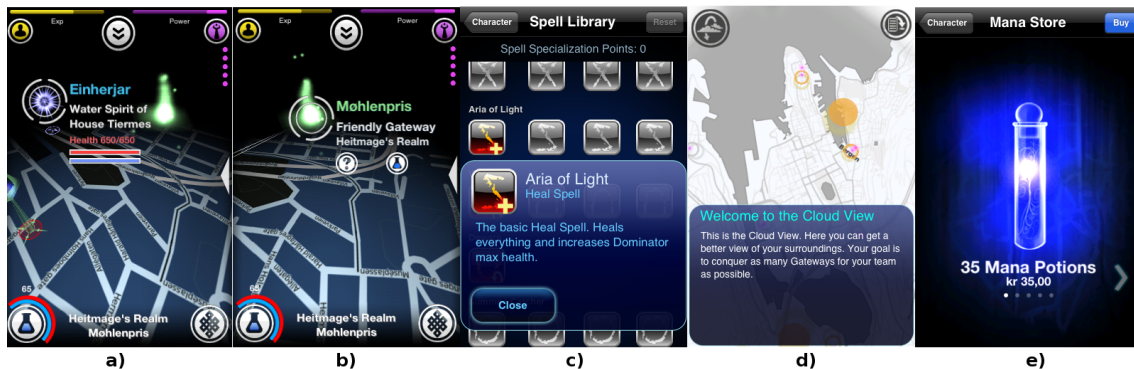 Exp
Power
Einherjar
Water Spirit of
House Tiermes
Health 650/650
65
Heitmage's Realm
Møhlenpris
a)
Exp
Power
Møhlenpris
Friendly Gateway
Heitmage's Realm
?
65
Heitmage's Realm
Møhlenpris
b)
Character
Spell Library
Reset
Spell Specialization Points: 0
Aria of Light
Aria of Light
Heal Spell
The basic Heal Spell. Heals
everything and increases Dominator
max health.
Close
c)
Welcome to the Cloud View
This is the Cloud View. Here you can get a
better view of your surroundings. Your goal is
to conquer as many Gateways for your team
as possible.
d)
Character
Mana Store
Buy
35 Mana Potions
kr 35,00
e)